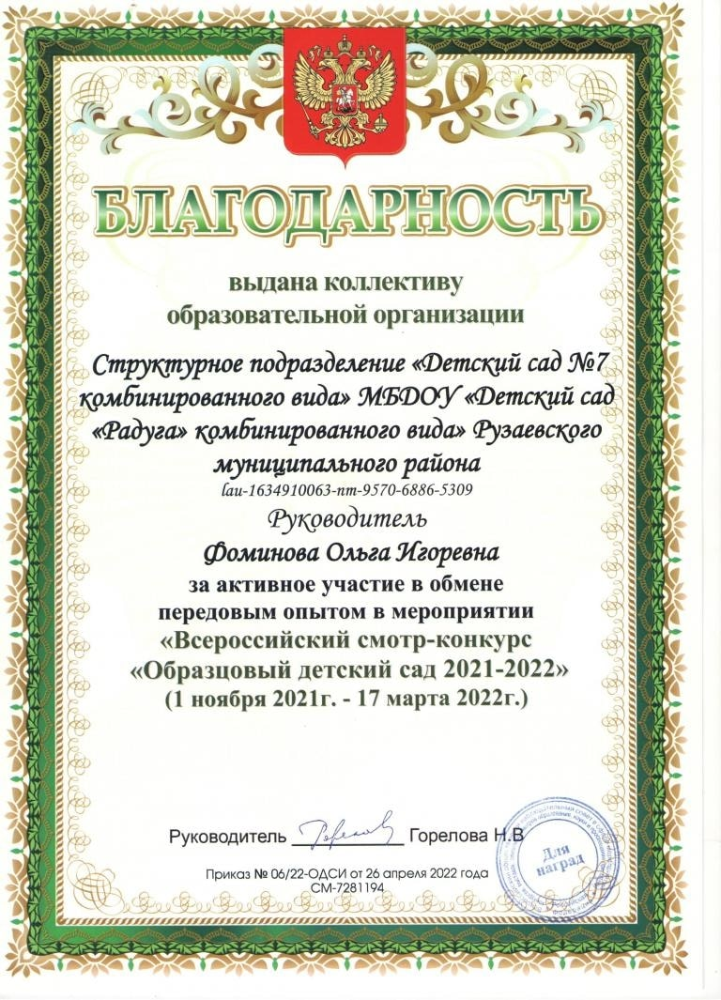 БЛАГОДАРНОСТЬ
выдана коллективу
образовательной организации
Структурное подразделение «Детский сад №7
комбинированного вида» МБДОУ «Детский сад
«Радуга» комбинированного вида» Рузаевского
муниципального района
lau-1634910063-nm-9570-6886-5309
Руководитель
Фоминова Ольга Игоревна
за активное участие в обмене
передовым опытом в мероприятии
«Всероссийский смотр-конкурс
«Образцовый детский сад 2021-2022»
(1 ноября 2021г. - 17 марта 2022г.)
Руководитель Горелова Н.В
Приказ № 06/22-ОДСИ от 26 апреля 2022 года
СМ-7281194
Для
наград